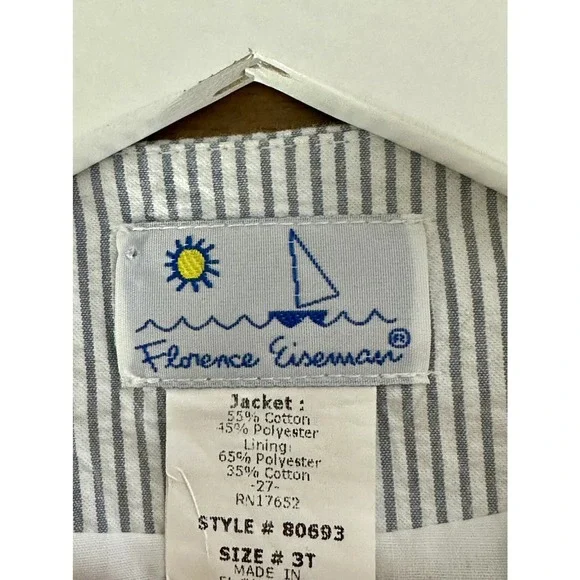 Florence Eiseman
Jacket :
55% Cotton
45% Polyester
Lining:
65% Polyester
35% Cotton
-27-
RN17652
STYLE # 80693
SIZE # 3T
MADE IN